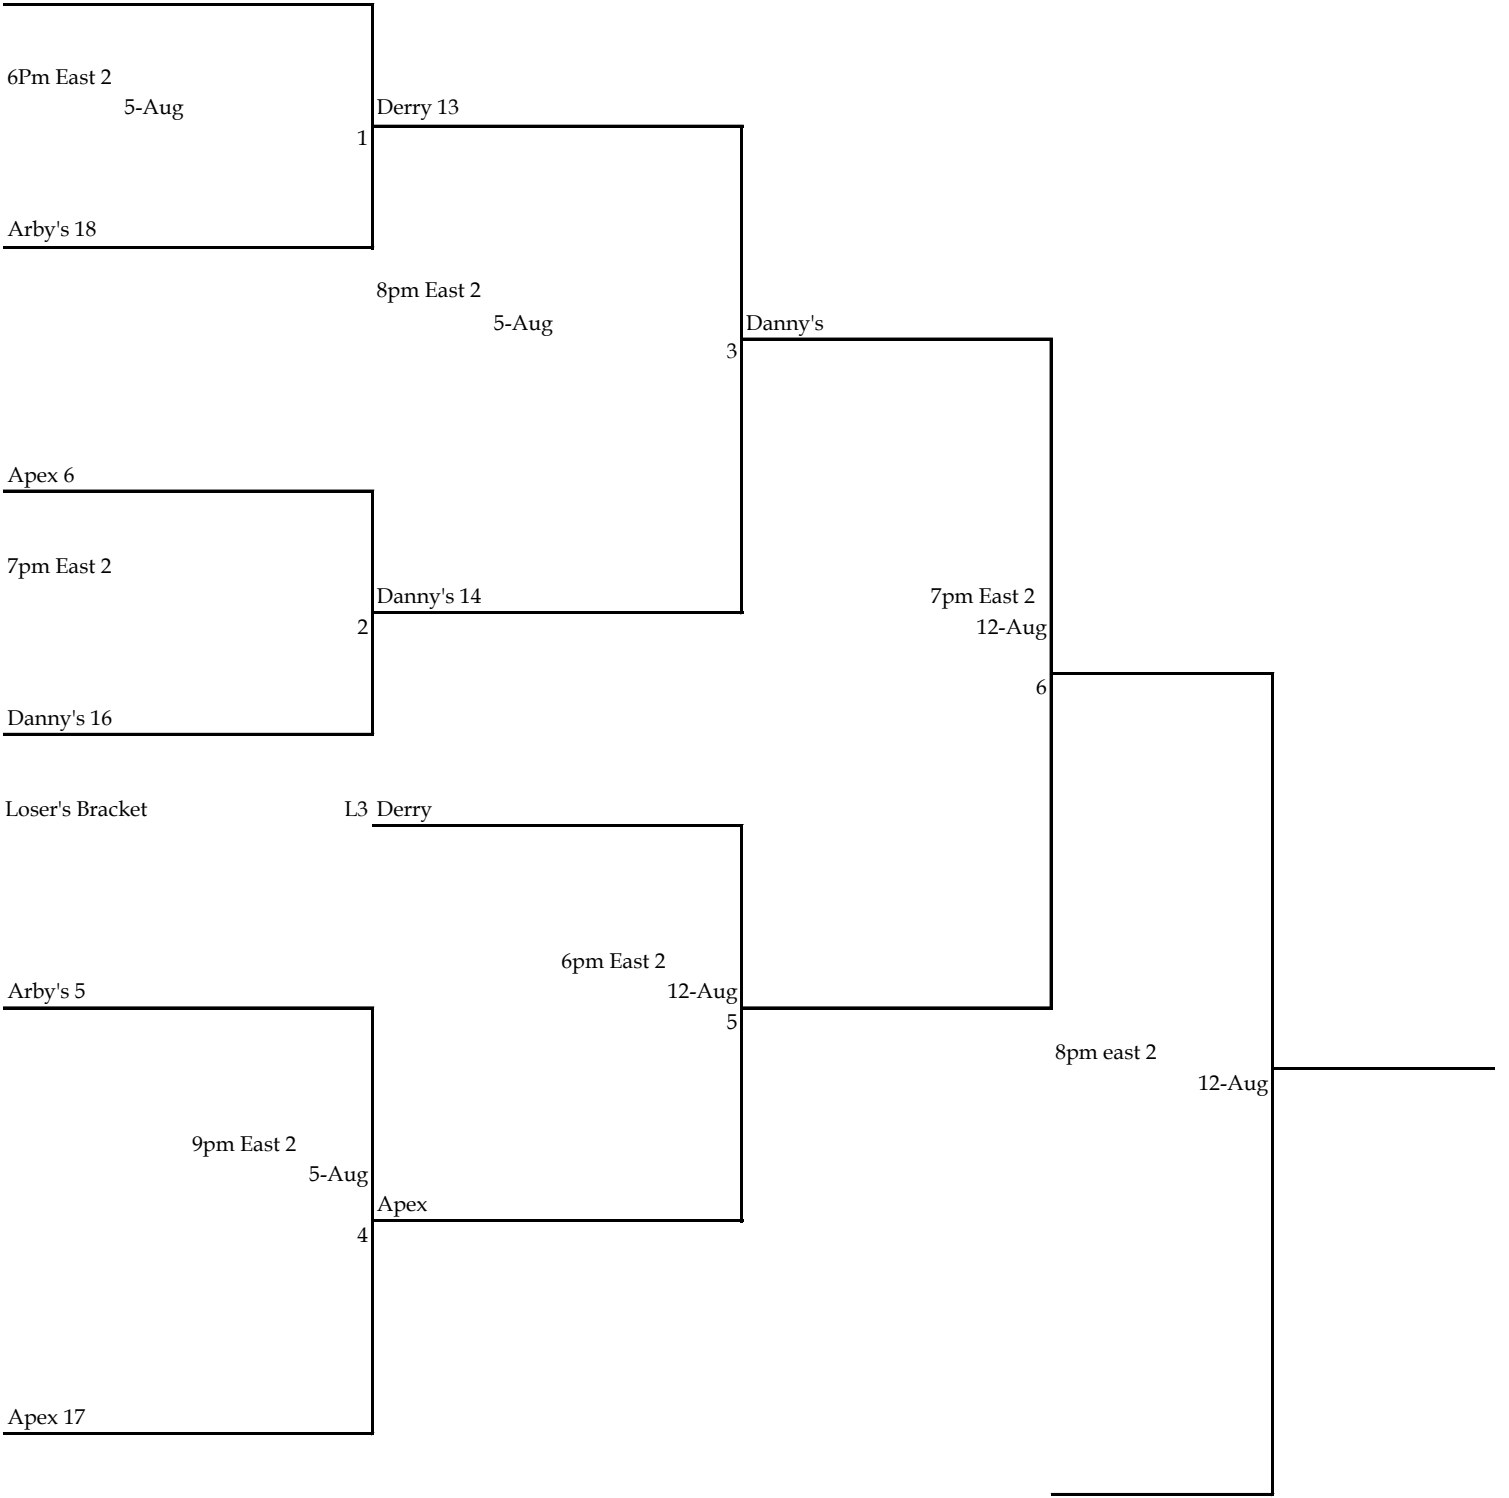 6Pm East 2
5-Aug
Derry 13
1
Arby's 18
8pm East 2
5-Aug
Danny's
3
Apex 6
7pm East 2
Danny's 14
7pm East 2
2
12-Aug
6
Danny's 16
Loser's Bracket
L3 Derry
6pm East 2
Arby's 5
12-Aug
5
8pm east 2
12-Aug
9pm East 2
5-Aug
Apex
4
Apex 17